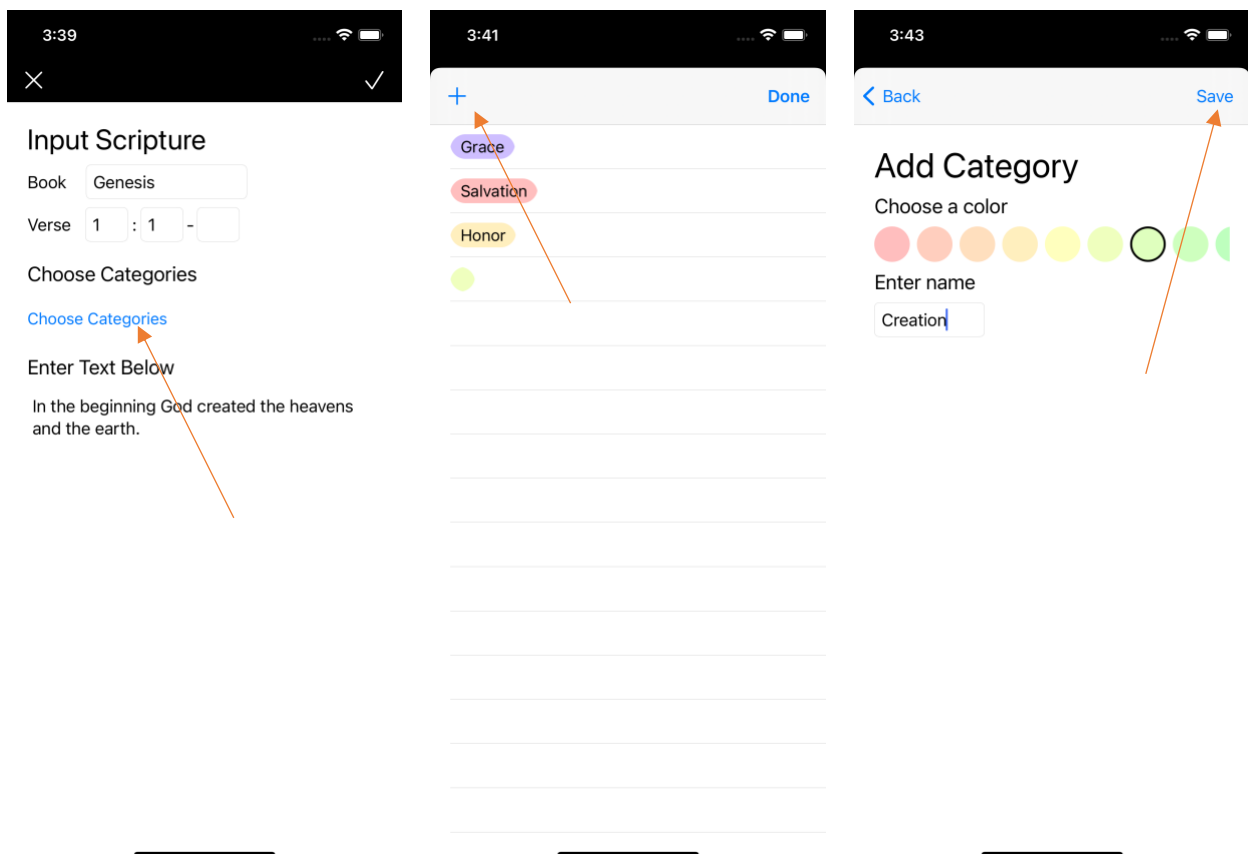 3:39
Input Scripture
Book Genesis
Verse 1 : 1 -
Choose Categories
Choose Categories
Enter Text Below
In the beginning God created the heavens
and the earth.
3:41
+ Done
Grace
Salvation
Honor
3:43
Back Save
Add Category
Choose a color
Enter name
Creation